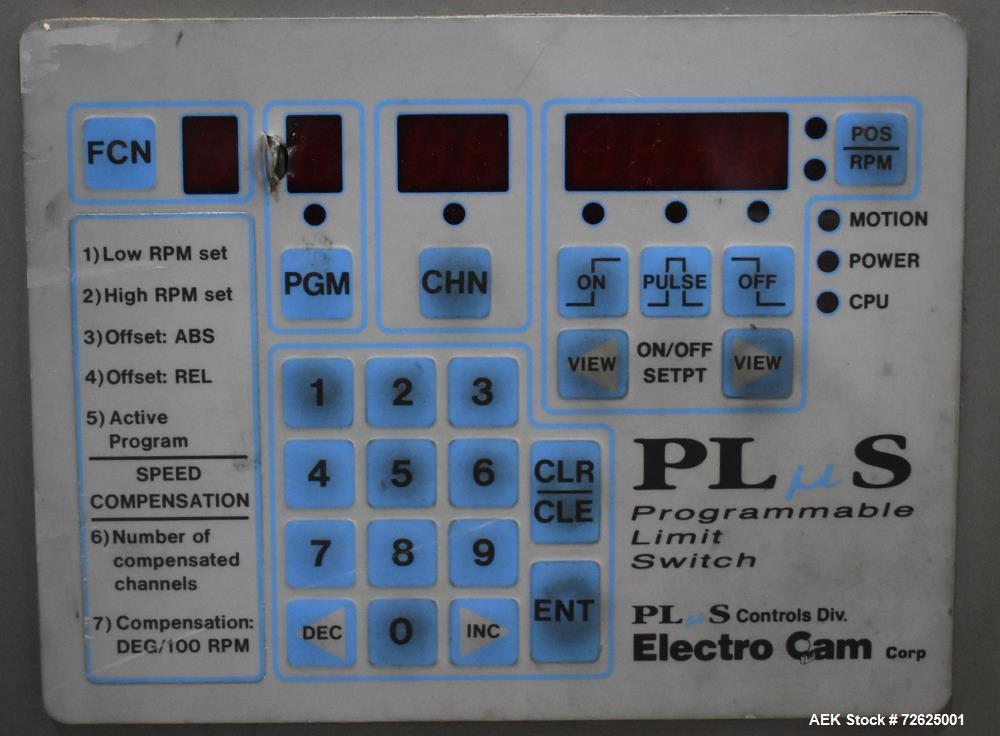 FCN
POS
RPM
MOTION
POWER
CPU
PGM
CHN
ON
PULSE
OFF
VIEW
ON/OFF
SETPT
VIEW
1) Low RPM set
2) High RPM set
3) Offset: ABS
4) Offset: REL
5) Active
Program
SPEED
COMPENSATION
6) Number of
compensated
channels
7) Compensation:
DEG/100 RPM
1 2 3
4 5 6
7 8 9
DEC 0 INC
CLR
CLE
ENT
PLμS
Programmable
Limit
Switch
PLμS Controls Div.
Electro Cam Corp
AEK Stock # 72625001